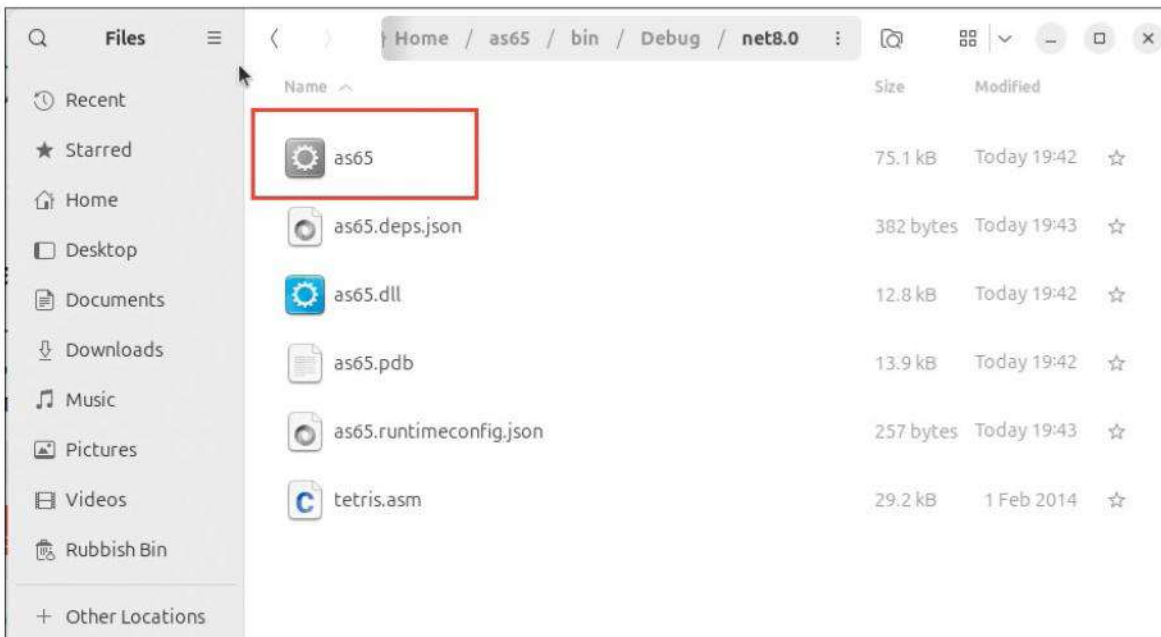 Files
Home / as65 / bin / Debug / net8.0
Name Size Modified
Recent
Starred
Home
Desktop
Documents
Downloads
Music
Pictures
Videos
Rubbish Bin
+ Other Locations
as65 75.1 kB Today 19:42
as65.deps.json 382 bytes Today 19:43
as65.dll 12.8 kB Today 19:42
as65.pdb 13.9 kB Today 19:42
as65.runtimeconfig.json 257 bytes Today 19:43
tetris.asm 29.2 kB 1 Feb 2014